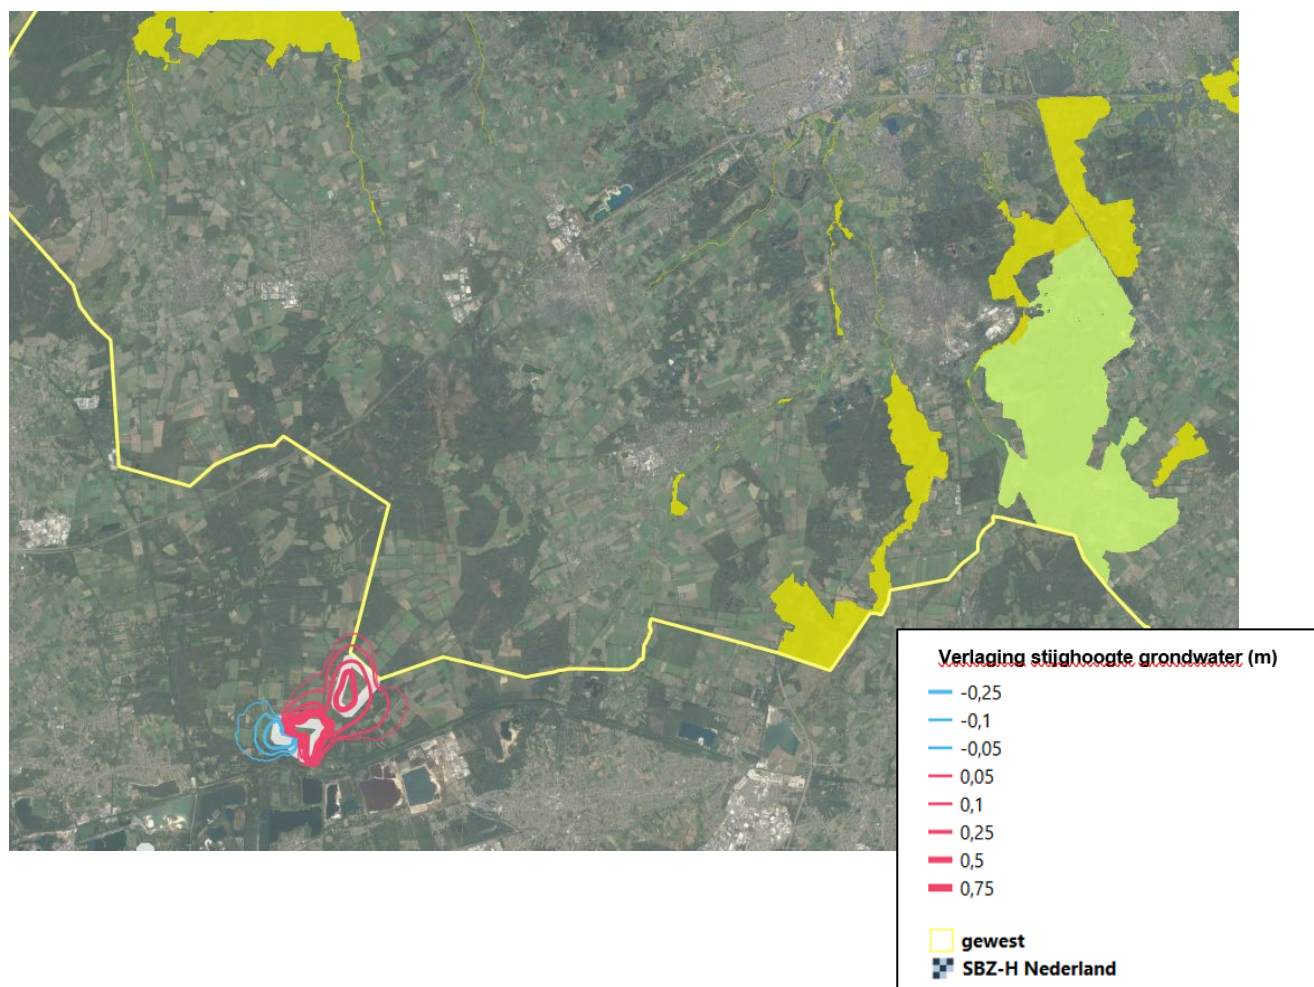 Verlaging stijghoogte grondwater (m)
-0,25
-0,1
-0,05
0,05
0,1
0,25
0,5
0,75
gewest
SBZ-H Nederland